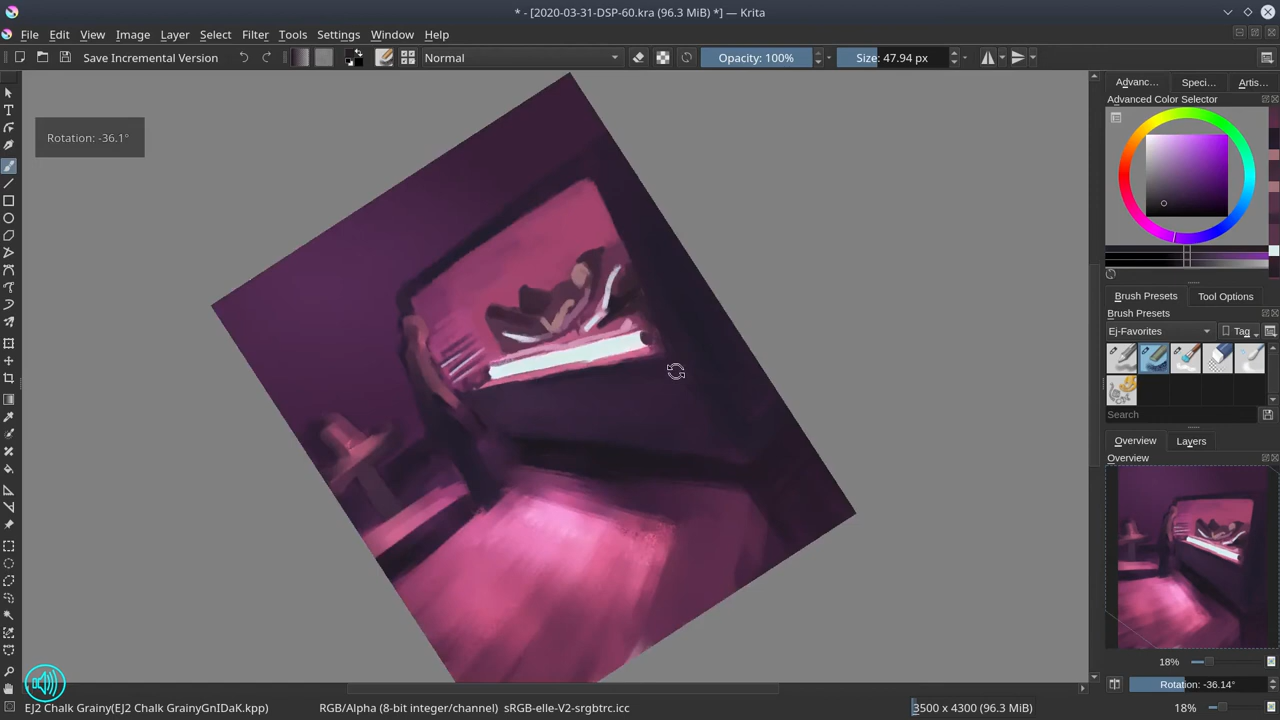 * - [2020-03-31-DSP-60.kra (96.3 MiB) *] — Krita
File Edit View Image Layer Select Filter Tools Settings Window Help
Save Incremental Version Normal Opacity: 100% Size: 47.94 px
Advanc... Speci... Artis...
Advanced Color Selector
Rotation: -36.1°
Brush Presets Tool Options
Brush Presets
Ej-Favorites Tag
Search
Overview Layers
Overview
18%
Rotation: -36.14°
EJ2 Chalk Grainy(EJ2 Chalk GrainyGnIDaK.kpp) RGB/Alpha (8-bit integer/channel) sRGB-elle-V2-srgbtrc.icc 3500 x 4300 (96.3 MiB) 18%